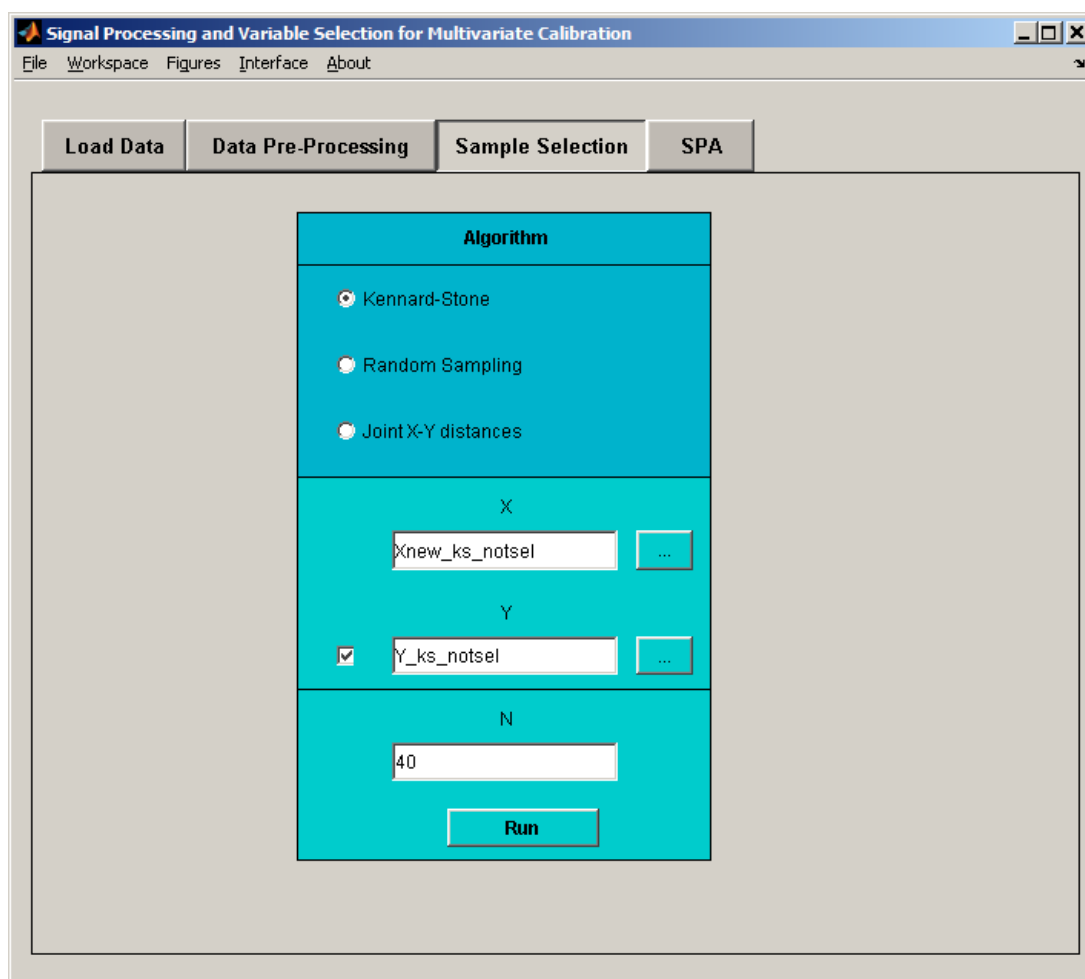 Signal Processing and Variable Selection for Multivariate Calibration
File Workspace Figures Interface About
Load Data Data Pre-Processing Sample Selection SPA
Algorithm
Kennard-Stone
Random Sampling
Joint X-Y distances
X
Xnew_ks_notsel ...
Y
Y_ks_notsel ...
N
40
Run